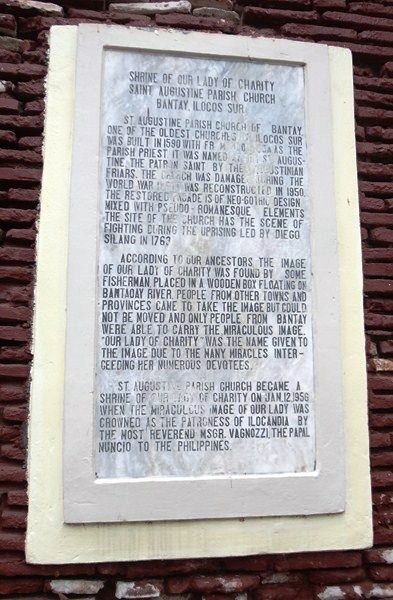 SHRINE OF OUR LADY OF CHARITY
SAINT AUGUSTINE PARISH CHURCH
BANTAY, ILOCOS SUR
ST. AUGUSTINE PARISH CHURCH OF BANTAY,
ONE OF THE OLDEST CHURCHES ILOCOS SUR
WAS BUILT IN 1590 WITH FR. AS THE
PARISH PRIEST. IT WAS NAMED ST. AUGUS-
TINE THE PATRON SAINT BY THE AUGUSTINIAN
FRIARS. THE CHURCH WAS DAMAGED DURING THE
WORLD WAR WAS RECONSTRUCTED IN 1950.
THE RESTORED FACADE IS OF NEO-GOTHIC DESIGN
MIXED WITH PSEUDO-ROMANESQUE ELEMENTS.
THE SITE OF THE CHURCH HAS THE SCENE OF
FIGHTING DURING THE UPRISING LED BY DIEGO
SILANG IN 1763
ACCORDING TO OUR ANCESTORS THE IMAGE
OF OUR LADY OF CHARITY WAS FOUND BY SOME
FISHERMAN, PLACED IN A WOODEN BOX FLOATING ON
BANTAOAY RIVER. PEOPLE FROM OTHER TOWNS AND
PROVINCES CAME TO TAKE THE IMAGE BUT COULD
NOT BE MOVED AND ONLY PEOPLE FROM BANTAY
WERE ABLE TO CARRY THE MIRACULOUS IMAGE.
"OUR LADY OF CHARITY" WAS THE NAME GIVEN TO
THE IMAGE DUE TO THE MANY MIRACLES INTER-
CEEDING HER NUMEROUS DEVOTEES.
ST. AUGUSTINE PARISH CHURCH BECAME A
SHRINE OF OUR LADY OF CHARITY ON JAN. 12, 1956
WHEN THE MIRACULOUS IMAGE OF OUR LADY WAS
CROWNED AS THE PATRONESS OF ILOCANDIA BY
THE MOST REVEREND MSGR. VAGNOZZI, THE PAPAL
NUNCIO TO THE PHILIPPINES.